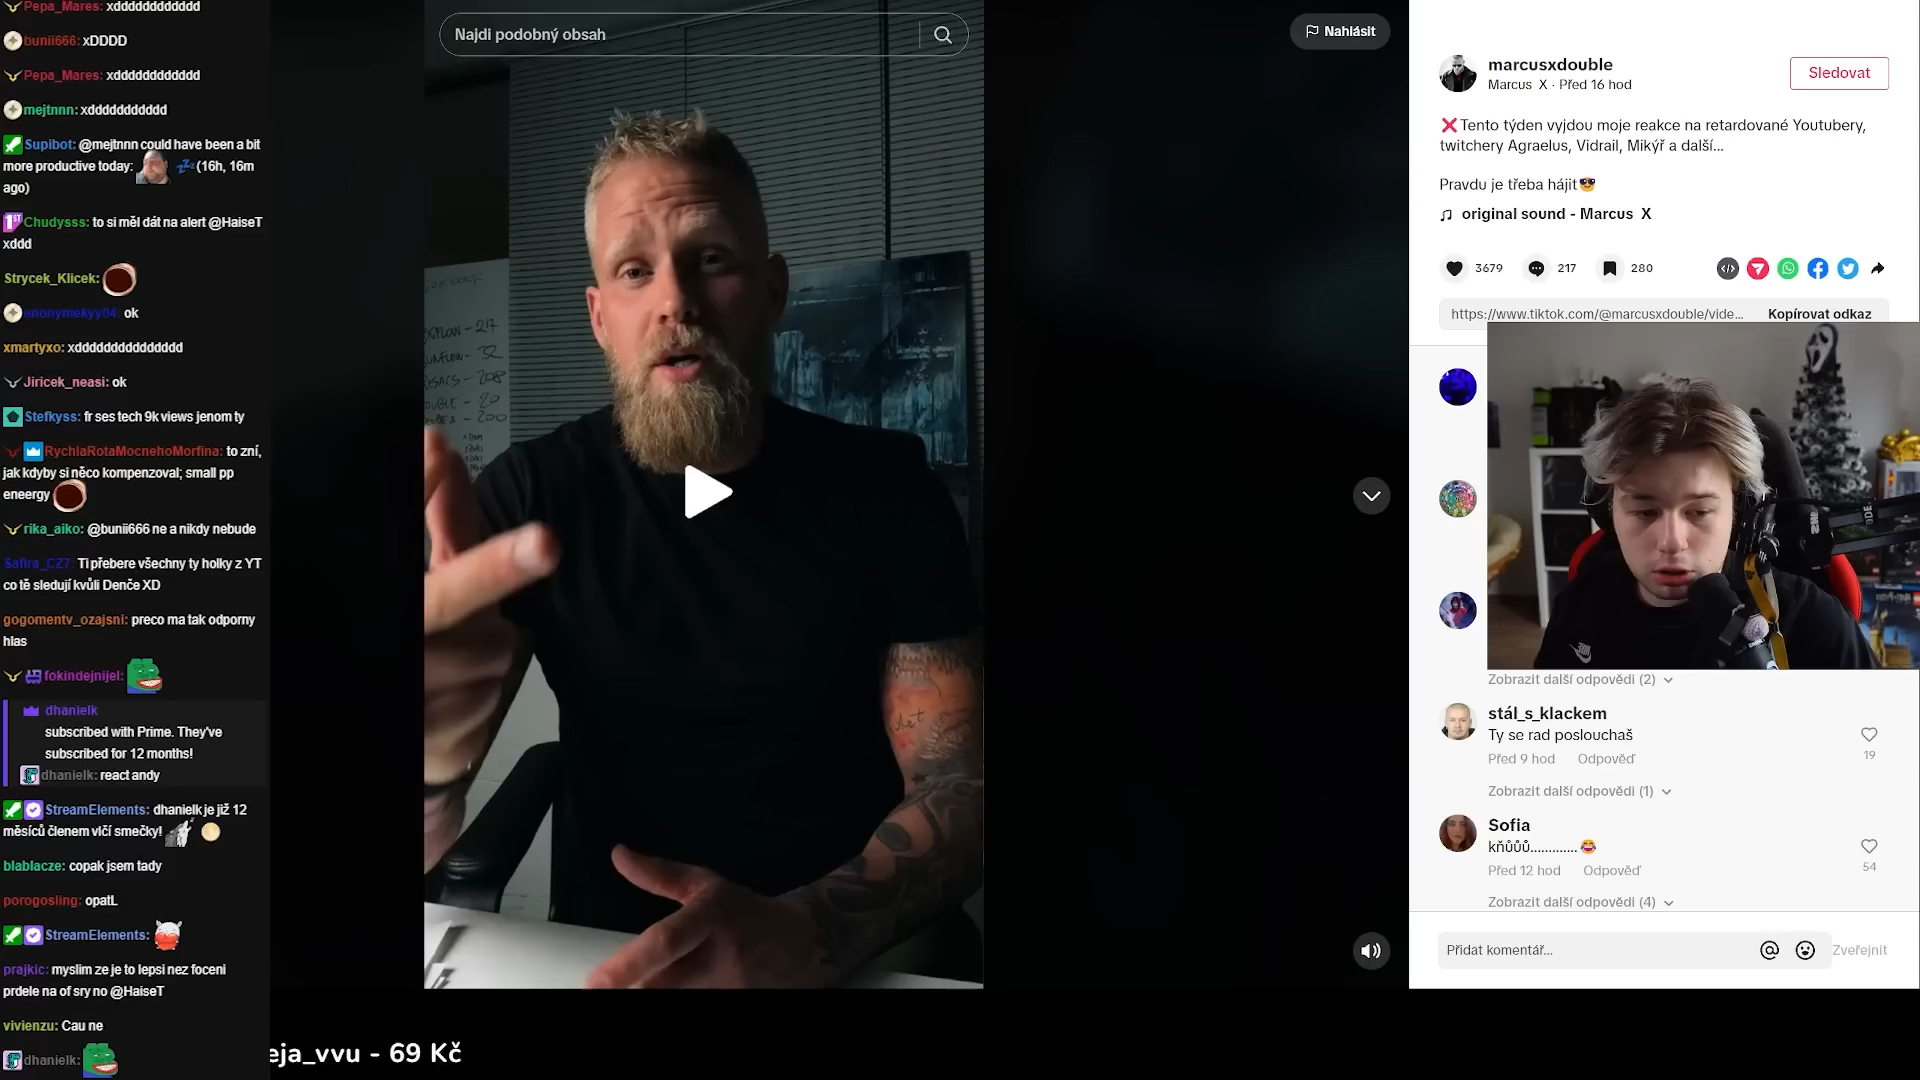 Pepa_Mares: xdddddddddddd
bunii666: xDDDD
Pepa_Mares: xdddddddddddd
mejtnnn: xddddddddddd
Supibot: @mejtnnn could have been a bit
more productive today: (16h, 16m
ago)
Chudysss: to si měl dát na alert @HaiseT
xddd
Strycek_Klicek:
anonymekyy04: ok
xmartyxo: xddddddddddddddd
Jiricek_neasi: ok
Stefkyss: fr ses tech 9k views jenom ty
RychlaRotaMocnehoMorfina: to zní,
jak kdyby si něco kompenzoval; small pp
eneergy
rika_aiko: @bunii666 ne a nikdy nebude
Safira_CZ7: Ti přebere všechny ty holky z YT
co tě sledují kvůli Denče XD
gogomentv_ozajsni: preco ma tak odporny
hlas
fokindejnijel:
dhanielk
subscribed with Prime. They've
subscribed for 12 months!
dhanielk: react andy
StreamElements: dhanielk je již 12
měsíců členem vlčí smečky!
blablacze: copak jsem tady
porogosling: opatL
StreamElements:
prajkic: myslim ze je to lepsi nez foceni
prdele na of sry no @HaiseT
vivienzu: Cau ne
dhanielk:
Najdi podobný obsah
Nahlásit
eja_vvu - 69 Kč
marcusxdouble
Marcus X · Před 16 hod
Sledovat
❌Tento týden vyjdou moje reakce na retardované Youtubery,
twitchery Agraelus, Vidrail, Mikýř a další...
Pravdu je třeba hájit😎
original sound - Marcus X
3679
217
280
https://www.tiktok.com/@marcusxdouble/vide...
Kopírovat odkaz
Zobrazit další odpovědi (2)
stál_s_klackem
Ty se rad posloucháš
Před 9 hod Odpověď
19
Zobrazit další odpovědi (1)
Sofia
kňůůů.............😂
Před 12 hod Odpověď
54
Zobrazit další odpovědi (4)
Přidat komentář...
Zveřejnit